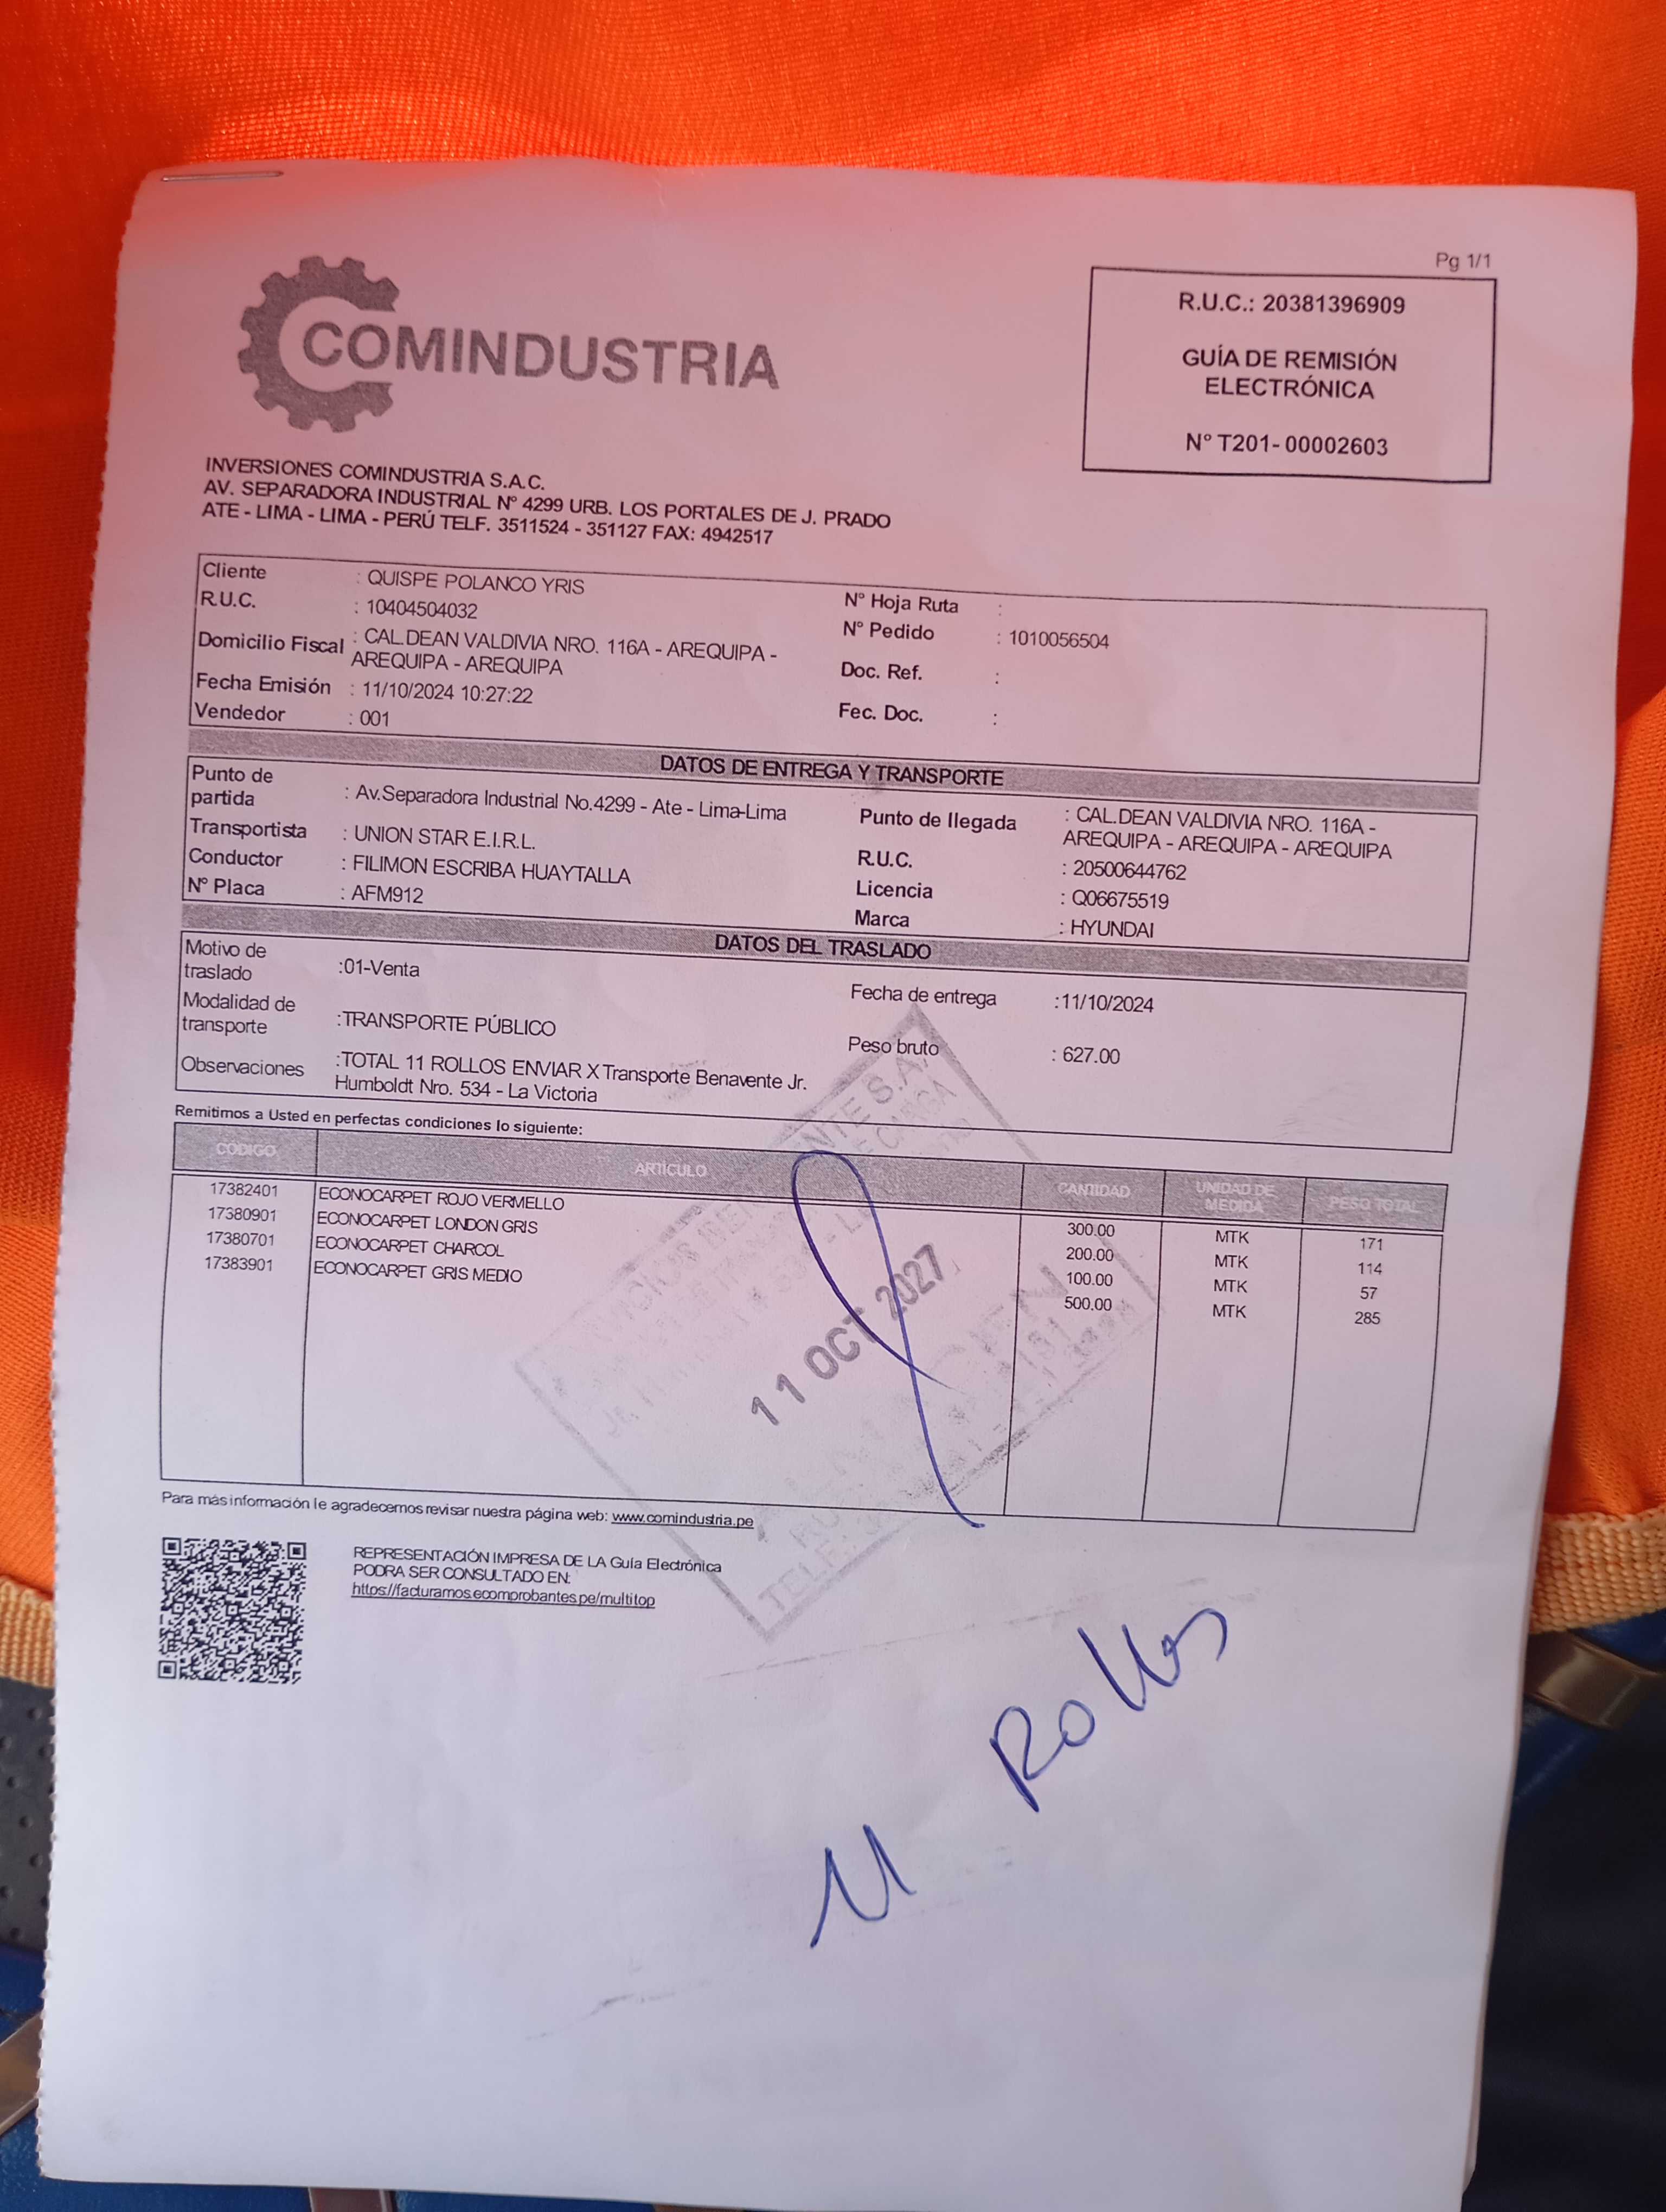 Pg 1/1
COMINDUSTRIA
R.U.C.: 20381396909
GUÍA DE REMISIÓN
ELECTRÓNICA
N° T201-00002603
INVERSIONES COMINDUSTRIA S.A.C.
AV. SEPARADORA INDUSTRIAL N° 4299 URB. LOS PORTALES DE J. PRADO
ATE - LIMA - LIMA - PERÚ TELF. 3511524 - 351127 FAX: 4942517
Cliente : QUISPE POLANCO YRIS
R.U.C. : 10404504032
Domicilio Fiscal : CAL.DEAN VALDIVIA NRO. 116A - AREQUIPA -
AREQUIPA - AREQUIPA
Fecha Emisión : 11/10/2024 10:27:22
Vendedor : 001
N° Hoja Ruta :
N° Pedido : 1010056504
Doc. Ref. :
Fec. Doc. :
DATOS DE ENTREGA Y TRANSPORTE
Punto de
partida : Av.Separadora Industrial No.4299 - Ate - Lima-Lima
Transportista : UNION STAR E.I.R.L.
Conductor : FILIMON ESCRIBA HUAYTALLA
N° Placa : AFM912
Punto de llegada : CAL.DEAN VALDIVIA NRO. 116A -
AREQUIPA - AREQUIPA - AREQUIPA
R.U.C. : 20500644762
Licencia : Q06675519
Marca : HYUNDAI
DATOS DEL TRASLADO
Motivo de
traslado :01-Venta
Modalidad de
transporte :TRANSPORTE PÚBLICO
Observaciones :TOTAL 11 ROLLOS ENVIAR X Transporte Benavente Jr.
Humboldt Nro. 534 - La Victoria
Fecha de entrega :11/10/2024
Peso bruto : 627.00
Remitimos a Usted en perfectas condiciones lo siguiente:
CODIGO ARTÍCULO CANTIDAD UNIDAD DE
MEDIDA PESO TOTAL
17382401 ECONOCARPET ROJO VERMELLO 300.00 MTK 171
17380901 ECONOCARPET LONDON GRIS 200.00 MTK 114
17380701 ECONOCARPET CHARCOL 100.00 MTK 57
17383901 ECONOCARPET GRIS MEDIO 500.00 MTK 285
11 OCT 2027
Para más información le agradecemos revisar nuestra página web: www.comindustria.pe
REPRESENTACIÓN IMPRESA DE LA Guía Electrónica
PODRA SER CONSULTADO EN:
https://facturamos.ecomprobantes.pe/multitop
11 Rollos